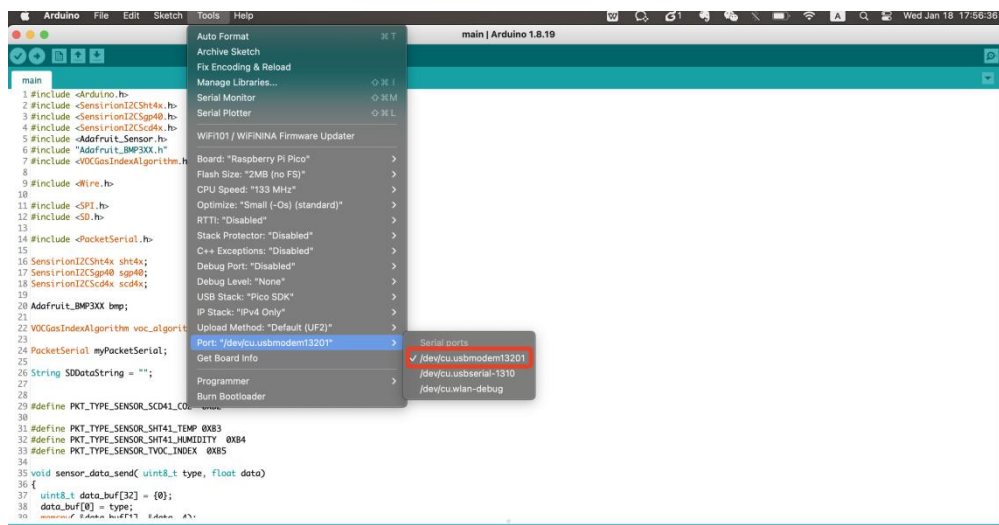 Arduino File Edit Sketch Tools Help
Wed Jan 18 17:56:36
main | Arduino 1.8.19
main
Auto Format ⌘ T
Archive Sketch
Fix Encoding & Reload
Manage Libraries... ⇧ ⌘ I
Serial Monitor ⇧ ⌘ M
Serial Plotter ⇧ ⌘ L
WiFi101 / WiFiNINA Firmware Updater
Board: "Raspberry Pi Pico"
Flash Size: "2MB (no FS)"
CPU Speed: "133 MHz"
Optimize: "Small (-Os) (standard)"
RTTI: "Disabled"
Stack Protector: "Disabled"
C++ Exceptions: "Disabled"
Debug Port: "Disabled"
Debug Level: "None"
USB Stack: "Pico SDK"
IP Stack: "IPv4 Only"
Upload Method: "Default (UF2)"
Port: "/dev/cu.usbmodem13201"
Get Board Info
Programmer
Burn Bootloader
Serial ports
✓ /dev/cu.usbmodem13201
/dev/cu.usbserial-1310
/dev/cu.wlan-debug
1 #include <Arduino.h>
2 #include <SensirionI2CSht4x.h>
3 #include <SensirionI2CSgp40.h>
4 #include <SensirionI2CScd4x.h>
5 #include <Adafruit_Sensor.h>
6 #include "Adafruit_BMP3XX.h"
7 #include <VOCGasIndexAlgorithm.h
8
9 #include <Wire.h>
10
11 #include <SPI.h>
12 #include <SD.h>
13
14 #include <PacketSerial.h>
15
16 SensirionI2CSht4x sht4x;
17 SensirionI2CSgp40 sgp40;
18 SensirionI2CScd4x scd4x;
19
20 Adafruit_BMP3XX bmp;
21
22 VOCGasIndexAlgorithm voc_algorit
23
24 PacketSerial myPacketSerial;
25
26 String SDDataString = "";
27
28
29 #define PKT_TYPE_SENSOR_SCD41_CO2
30
31 #define PKT_TYPE_SENSOR_SHT41_TEMP 0XB3
32 #define PKT_TYPE_SENSOR_SHT41_HUMIDITY 0XB4
33 #define PKT_TYPE_SENSOR_TVOC_INDEX 0XB5
34
35 void sensor_data_send( uint8_t type, float data)
36 {
37 uint8_t data_buf[32] = {0};
38 data_buf[0] = type;
39 memcpy( &data_buf[1], &data, 4);